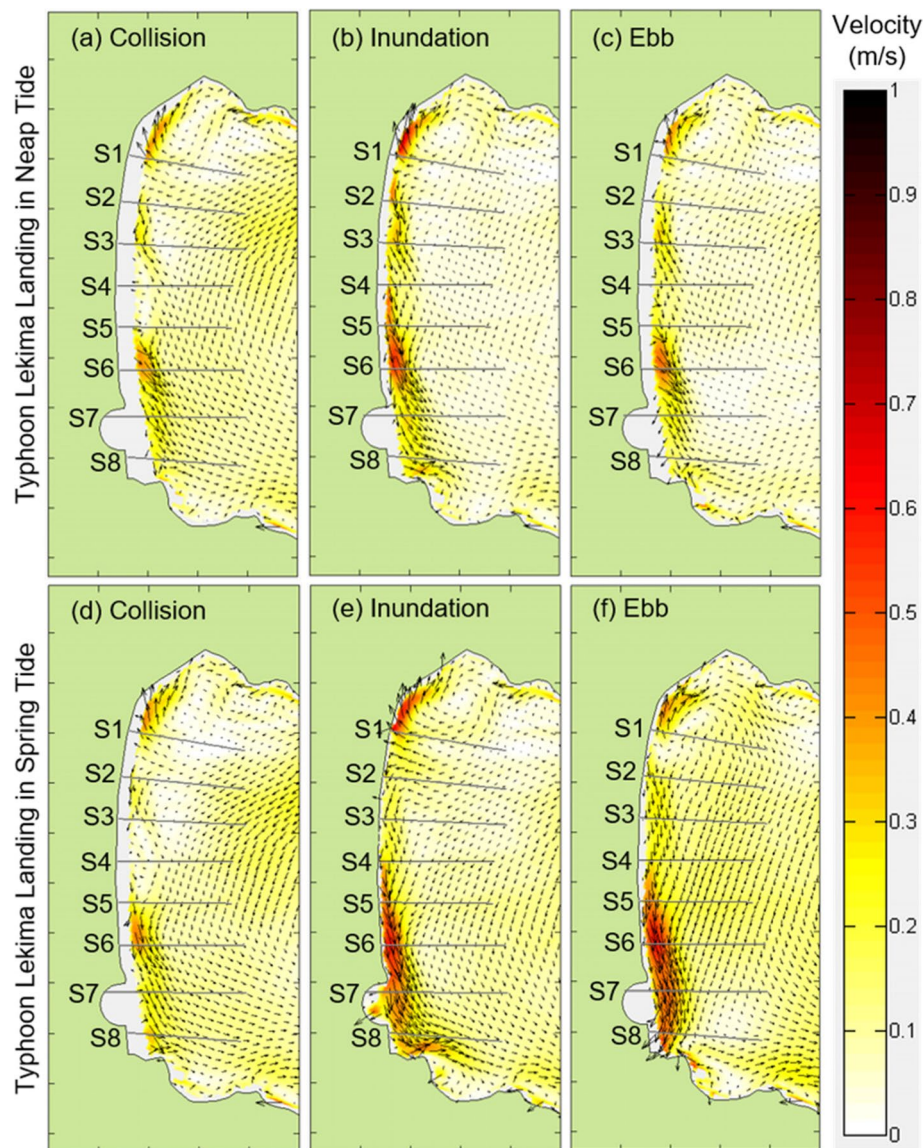 (a) Collision
(b) Inundation
(c) Ebb
Velocity
(m/s)
Typhoon Lekima Landing in Neap Tide
S1
S2
S3
S4
S5
S6
S7
S8
S1
S2
S3
S4
S5
S6
S7
S8
S1
S2
S3
S4
S5
S6
S7
S8
(d) Collision
(e) Inundation
(f) Ebb
Typhoon Lekima Landing in Spring Tide
S1
S2
S3
S4
S5
S6
S7
S8
S1
S2
S3
S4
S5
S6
S7
S8
S1
S2
S3
S4
S5
S6
S7
S8
1
0.9
0.8
0.7
0.6
0.5
0.4
0.3
0.2
0.1
0